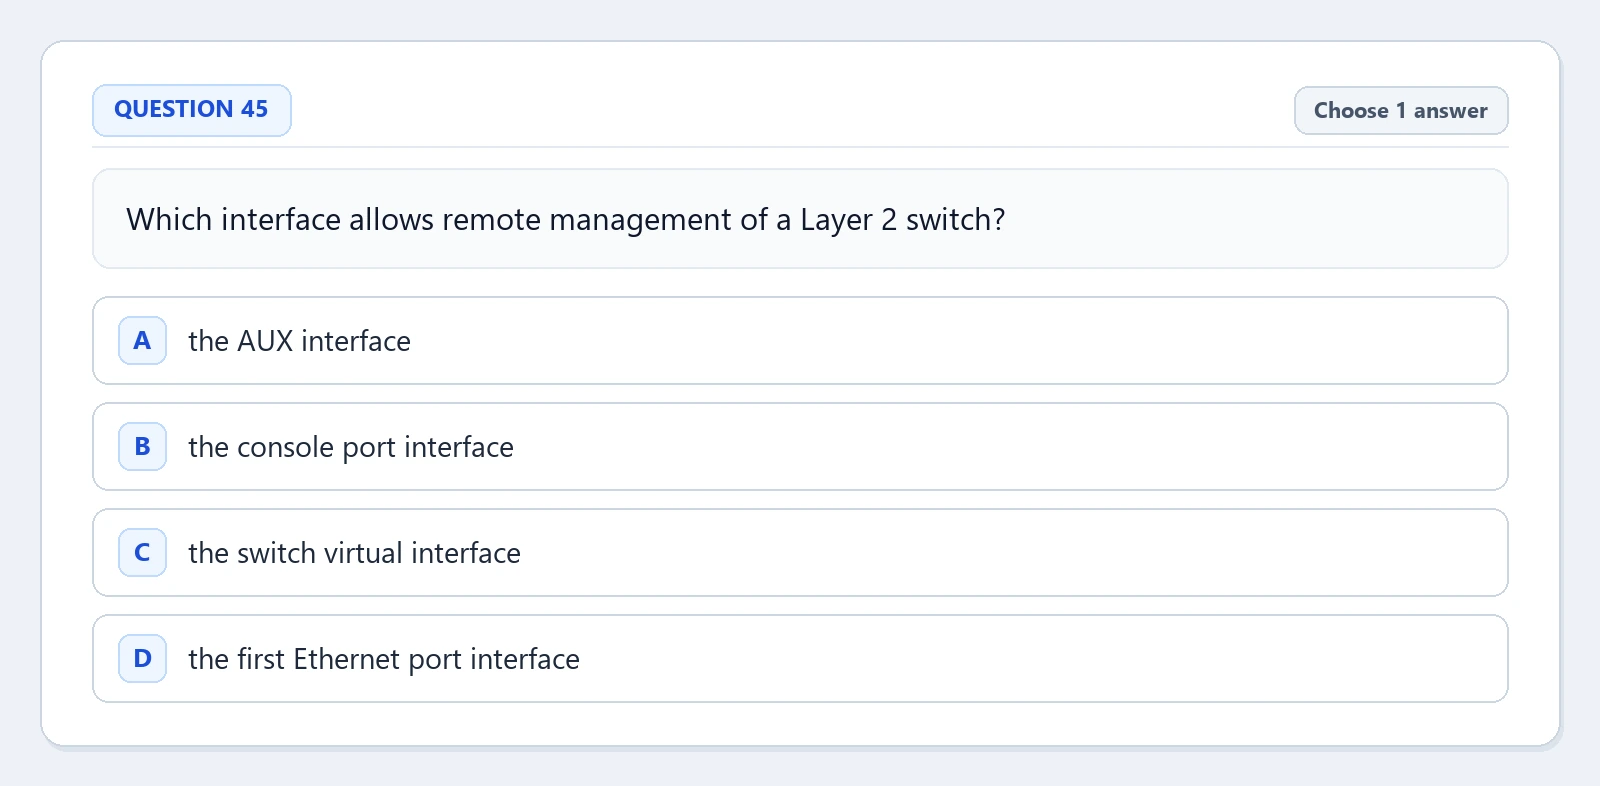 QUESTION 45
Choose 1 answer
Which interface allows remote management of a Layer 2 switch?
A the AUX interface
B the console port interface
C the switch virtual interface
D the first Ethernet port interface